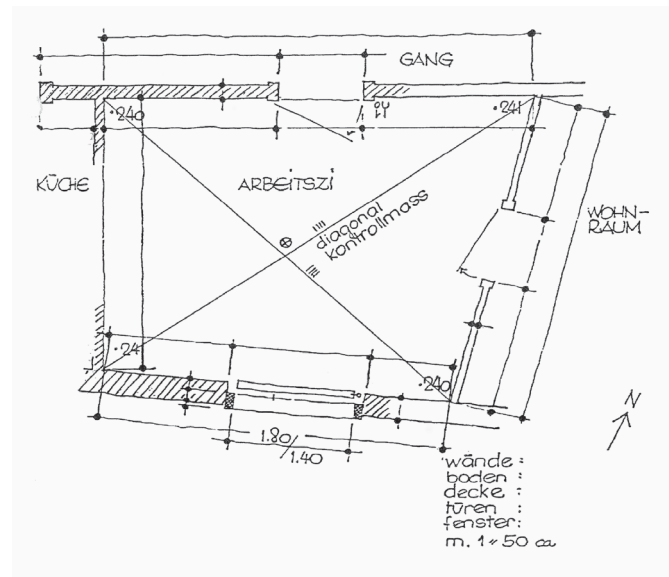 GANG
.240
.241
KÜCHE
ARBEITSZI
WOHN-
RAUM
diagonal
kontrollmass
.24
.240
1.80/
1.40
N
wände :
boden :
decke :
türen :
fenster:
m. 1 = 50 ca